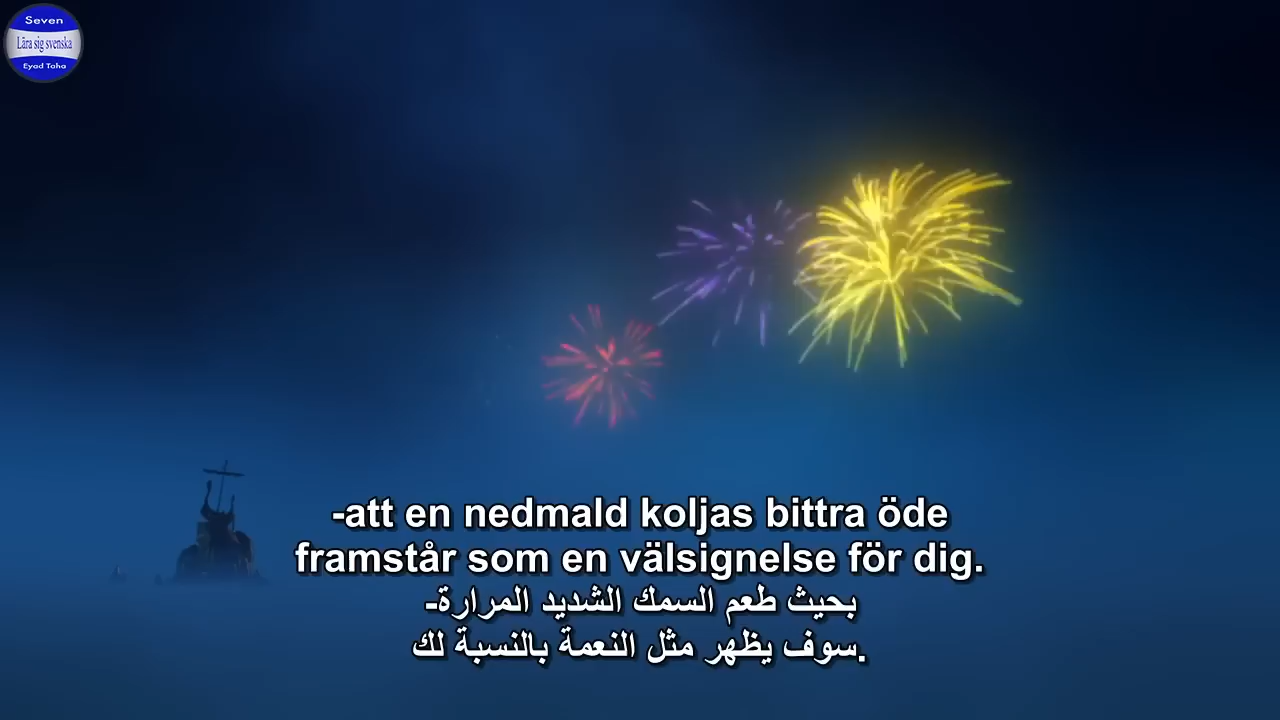 Seven
Lära sig svenska
Eyad Taha
-att en nedmald koljas bittra öde
framstår som en välsignelse för dig.
بحيث طعم السمك الشديد المرارة-
.سوف يظهر مثل النعمة بالنسبة لك